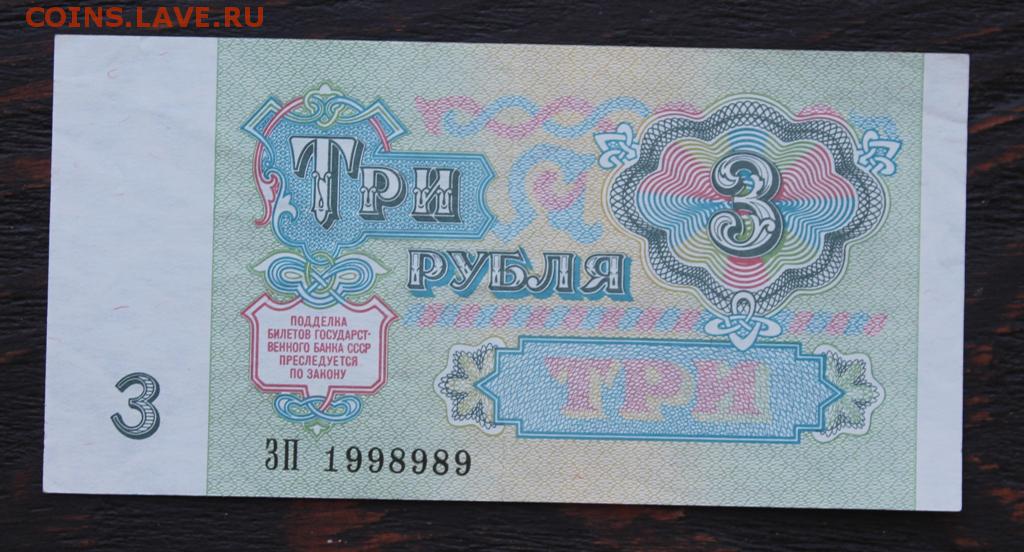 COINS.LAVE.RU
ТРИ
3
РУБЛЯ
ПОДДЕЛКА
БИЛЕТОВ ГОСУДАРСТ-
ВЕННОГО БАНКА СССР
ПРЕСЛЕДУЕТСЯ
ПО ЗАКОНУ
ТРИ
3
ЗП 1998989